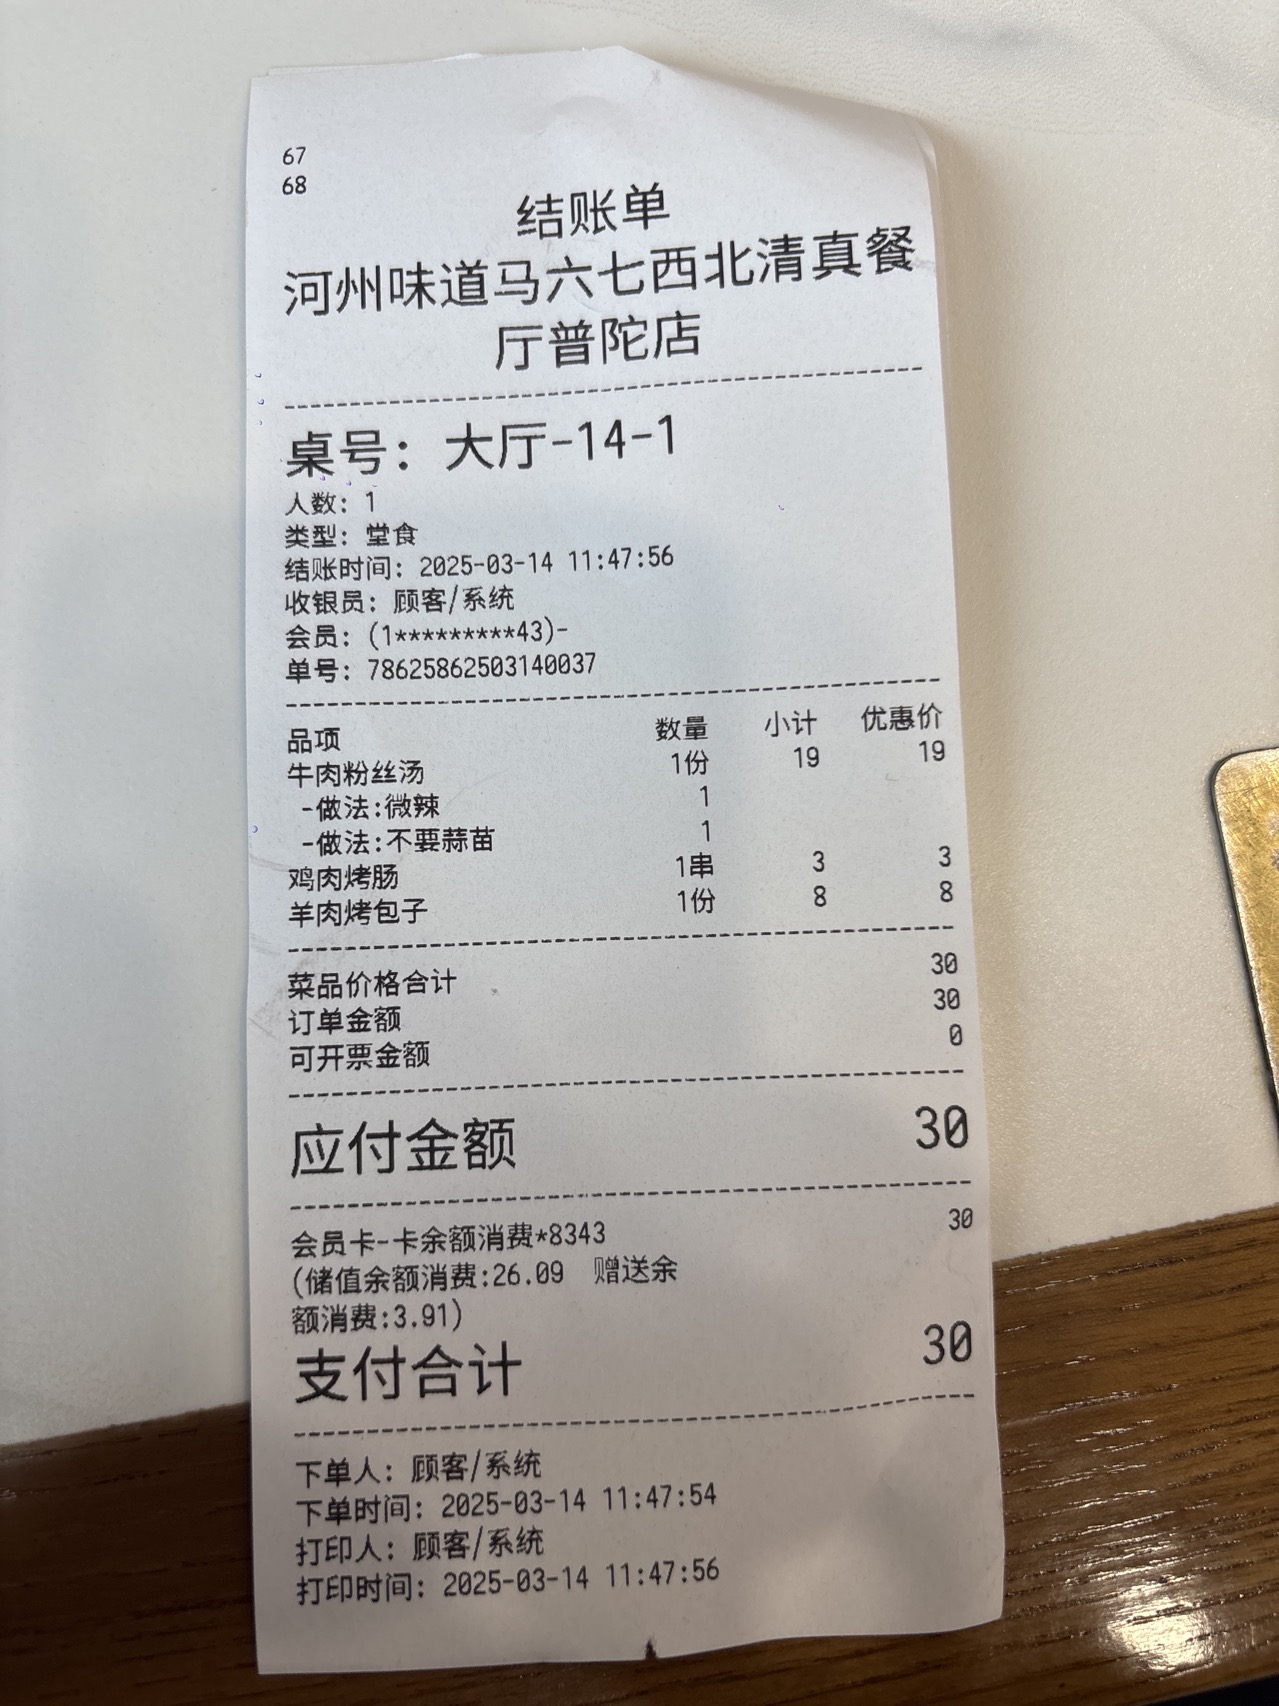 67
68
结账单
河州味道马六七西北清真餐
厅普陀店
桌号：大厅-14-1
人数：1
类型：堂食
结账时间：2025-03-14 11:47:56
收银员：顾客/系统
会员：(1*********43)-
单号：78625862503140037
品项 数量 小计 优惠价
牛肉粉丝汤 1份 19 19
-做法:微辣 1
-做法:不要蒜苗 1
鸡肉烤肠 1串 3 3
羊肉烤包子 1份 8 8
菜品价格合计 30
订单金额 30
可开票金额 0
应付金额 30
会员卡-卡余额消费*8343 30
(储值余额消费:26.09 赠送余
额消费:3.91)
支付合计 30
下单人：顾客/系统
下单时间：2025-03-14 11:47:54
打印人：顾客/系统
打印时间：2025-03-14 11:47:56